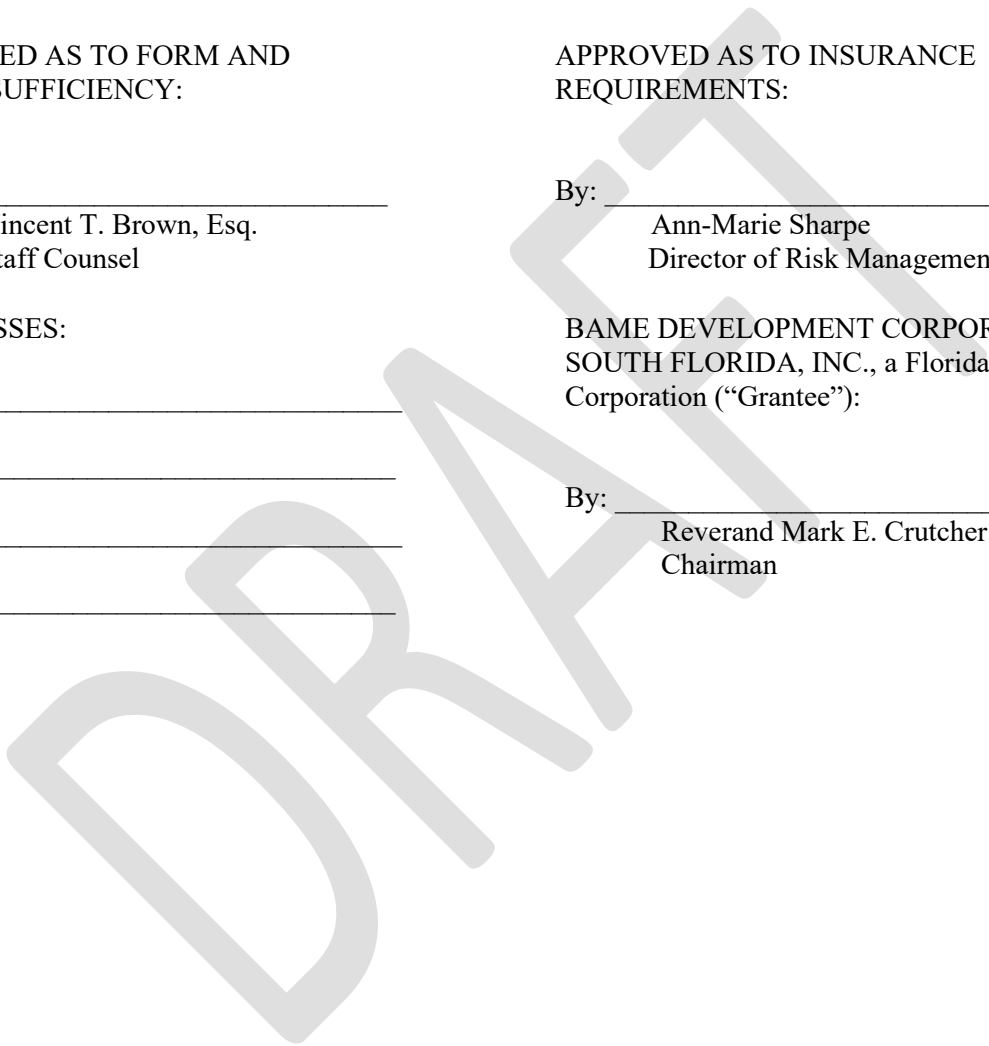 ED AS TO FORM AND
SUFFICIENCY:
incent T. Brown, Esq.
taff Counsel
SSES:
APPROVED AS TO INSURANCE
REQUIREMENTS:
By:
Ann-Marie Sharpe
Director of Risk Managemen
BAME DEVELOPMENT CORPOR
SOUTH FLORIDA, INC., a Florida
Corporation (“Grantee”):
By:
Reverand Mark E. Crutcher
Chairman
DRAFT